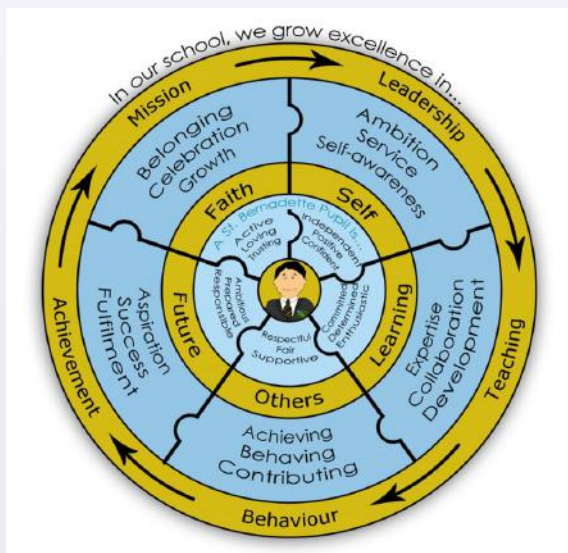 In our school, we grow excellence in...
Mission
Leadership
Teaching
Behaviour
Achievement
Belonging
Celebration
Growth
Ambition
Service
Self-awareness
Expertise
Collaboration
Development
Achieving
Behaving
Contributing
Aspiration
Success
Fulfilment
Faith
Self
Learning
Others
Future
A St. Bernadette Pupil is...
Active
Loving
Trusting
Independent
Positive
Confident
Committed
Determined
Enthusiastic
Respectful
Fair
Supportive
Ambitious
Prepared
Responsible